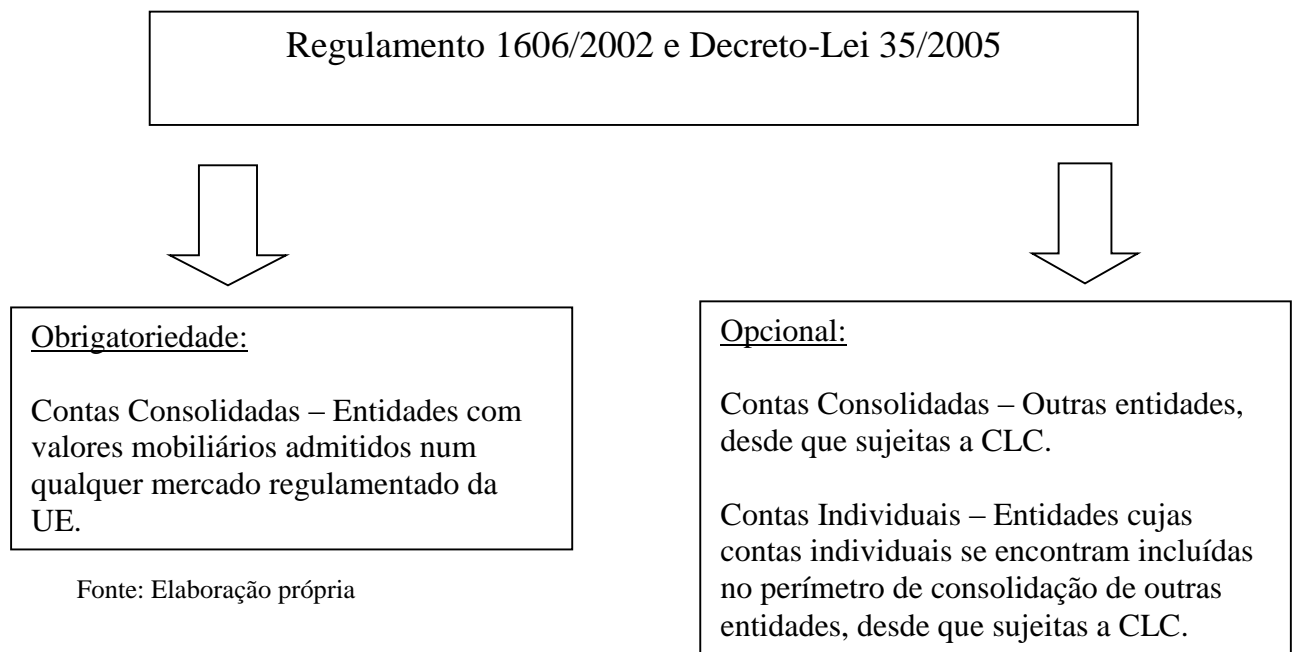 Regulamento 1606/2002 e Decreto-Lei 35/2005
Obrigatoriedade:
Contas Consolidadas – Entidades com
valores mobiliários admitidos num
qualquer mercado regulamentado da
UE.
Fonte: Elaboração própria
Opcional:
Contas Consolidadas – Outras entidades,
desde que sujeitas a CLC.
Contas Individuais – Entidades cujas
contas individuais se encontram incluídas
no perímetro de consolidação de outras
entidades, desde que sujeitas a CLC.